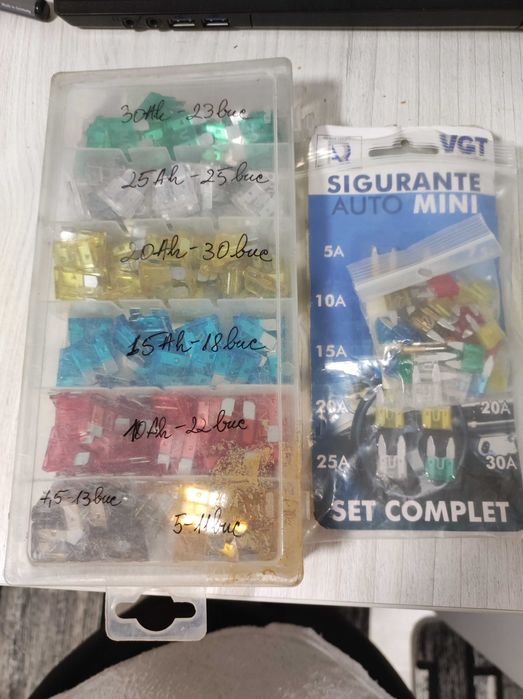 30Ah-23buc
25Ah-25buc
20Ah-30buc
15Ah-18buc
10Ah-22buc
7,5-13buc
5-11buc
VGT
SIGURANTE
AUTO MINI
5A
10A
15A
20A
20A
25A
30A
SET COMPLET